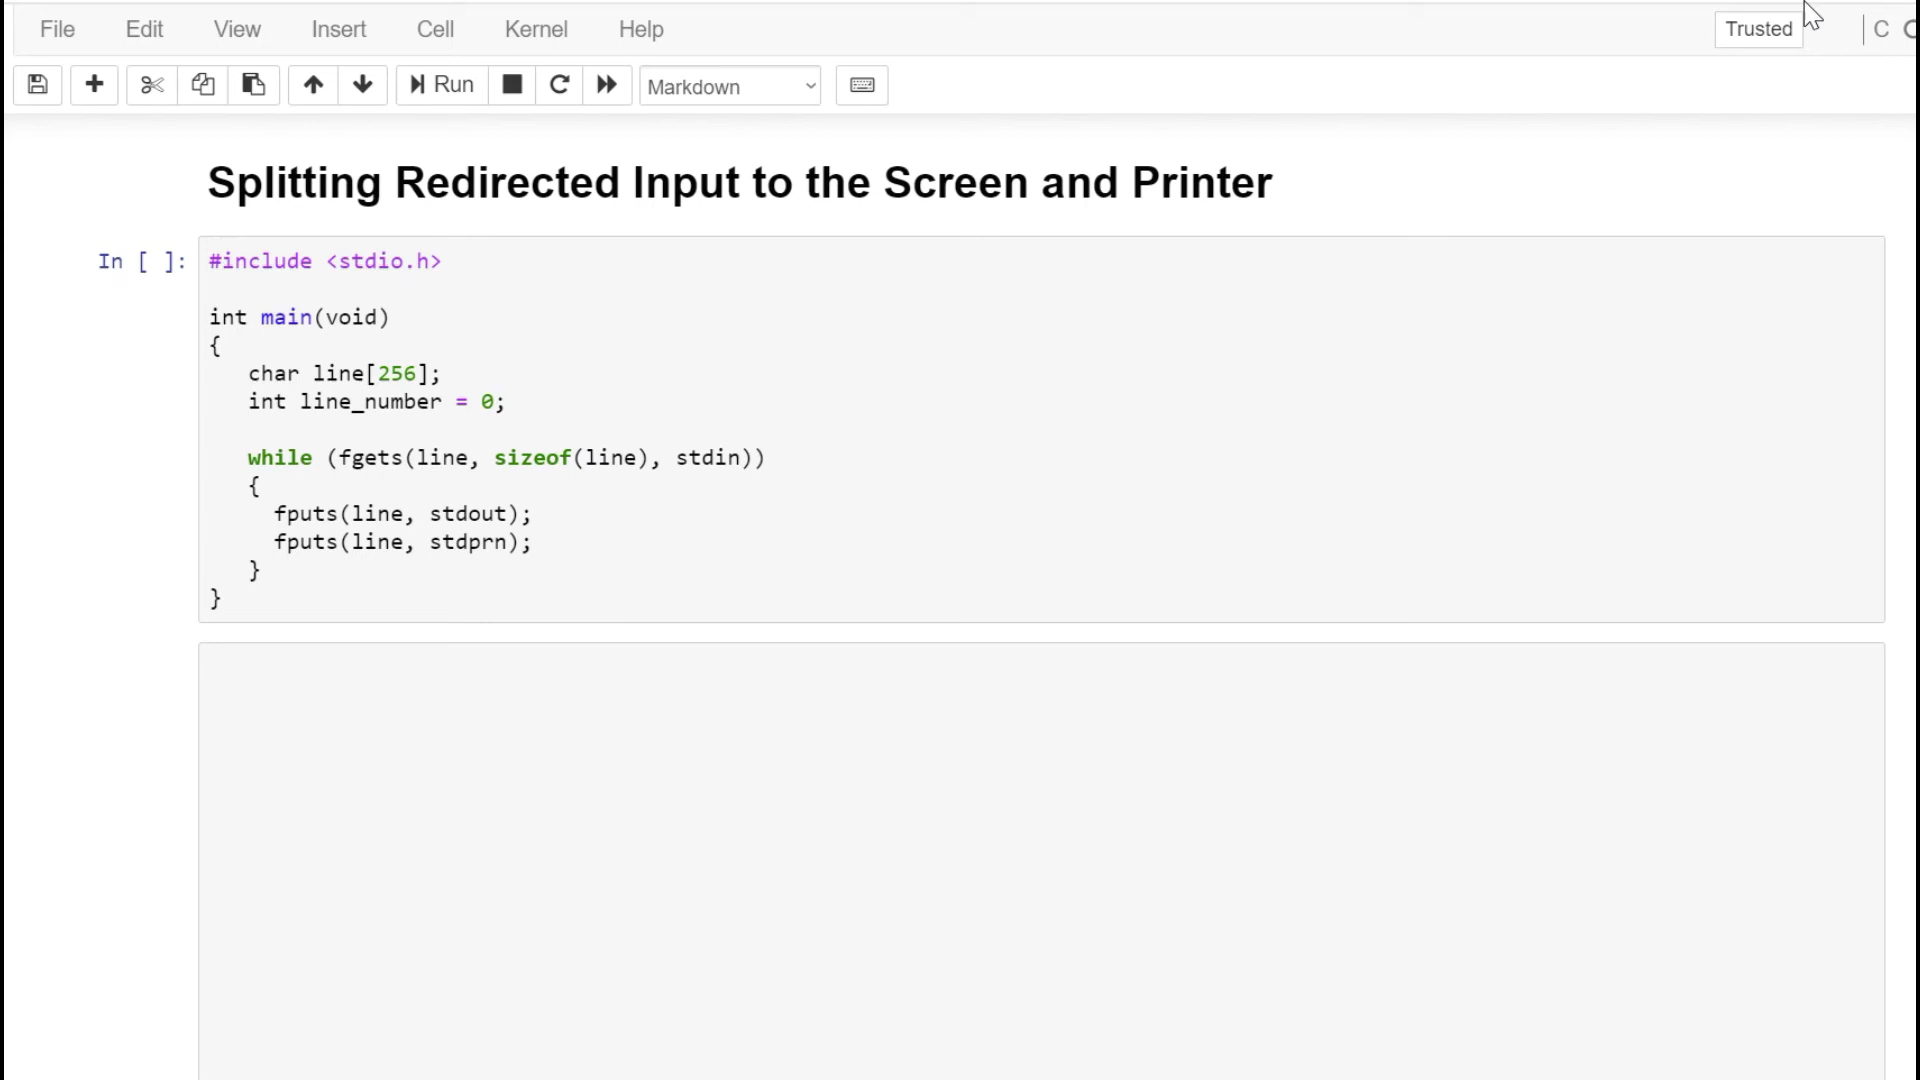 File Edit View Insert Cell Kernel Help Trusted C
Run Markdown
Splitting Redirected Input to the Screen and Printer
In [ ]: #include <stdio.h>
int main(void)
{
char line[256];
int line_number = 0;
while (fgets(line, sizeof(line), stdin))
{
fputs(line, stdout);
fputs(line, stdprn);
}
}